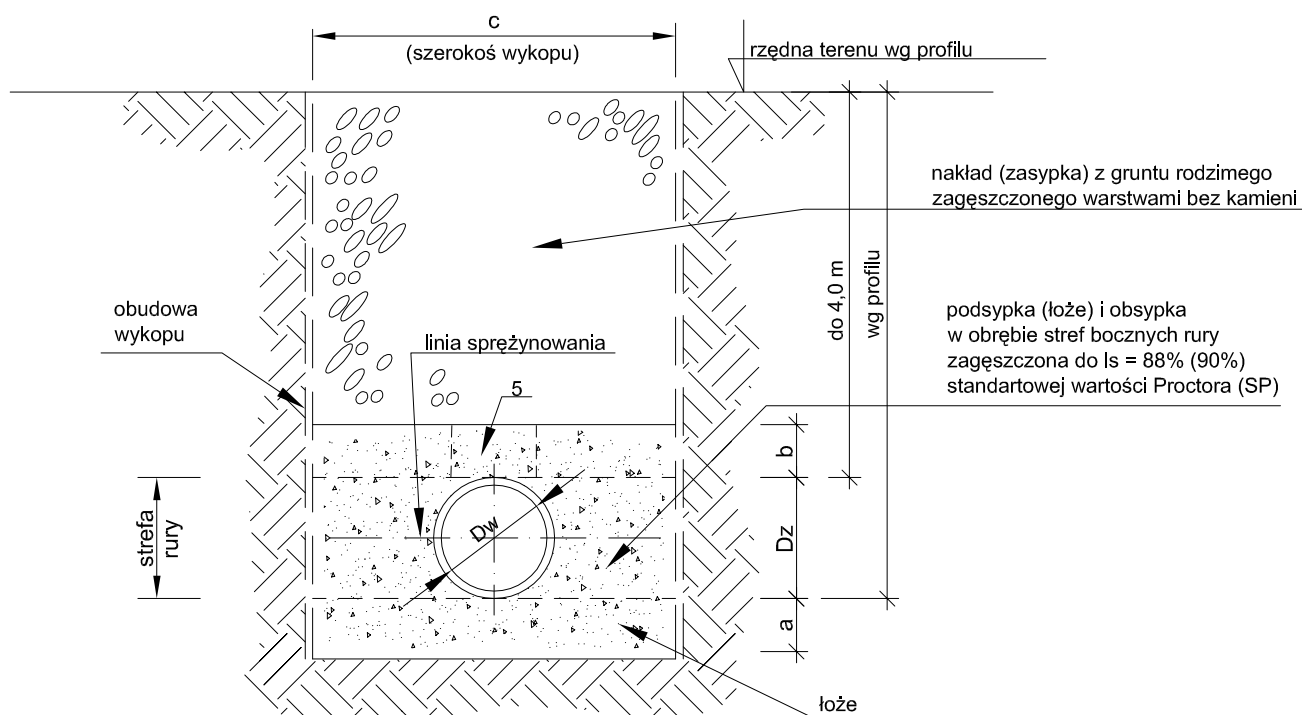 c
(szerokoś wykopu)
rzędna terenu wg profilu
nakład (zasypka) z gruntu rodzimego
zagęszczonego warstwami bez kamieni
do 4,0 m
wg profilu
obudowa
wykopu
linia sprężynowania
5
podsypka (łoże) i obsypka
w obrębie stref bocznych rury
zagęszczona do Is = 88% (90%)
standartowej wartości Proctora (SP)
b
strefa
rury
Dw
Dz
a
łoże